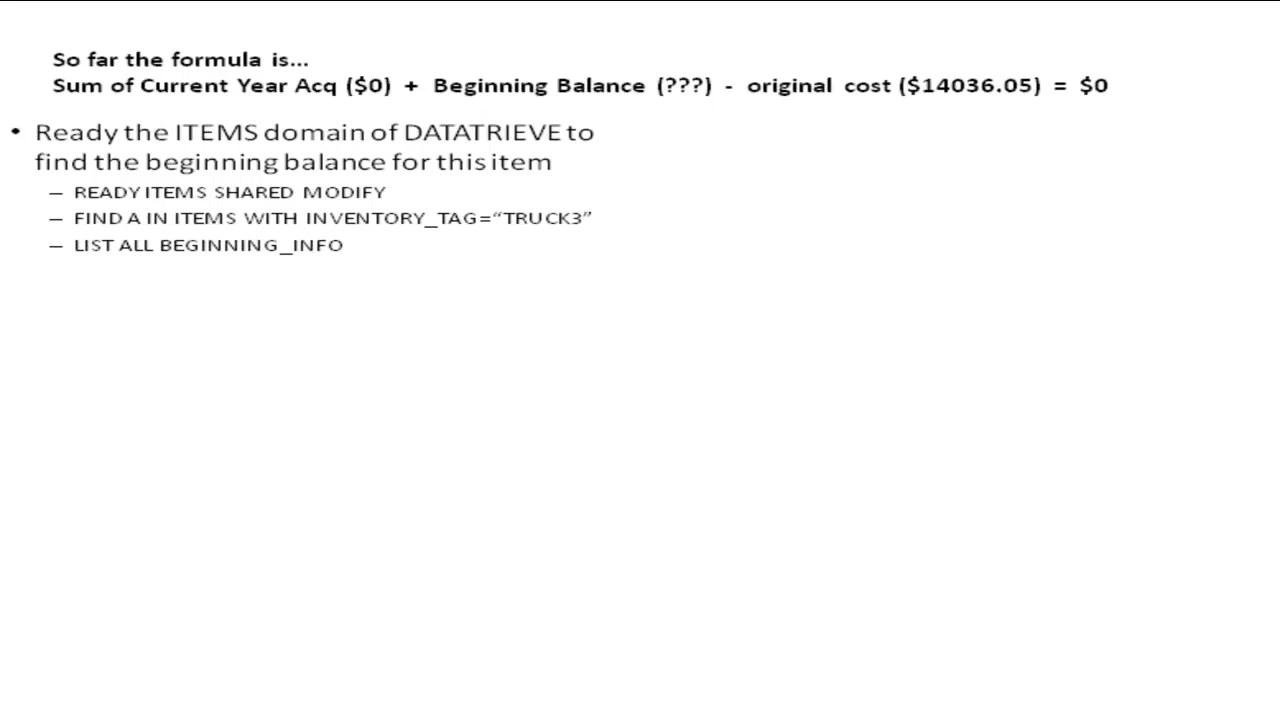 So far the formula is...
Sum of Current Year Acq ($0) + Beginning Balance (???) - original cost ($14036.05) = $0
• Ready the ITEMS domain of DATATRIEVE to
find the beginning balance for this item
– READY ITEMS SHARED MODIFY
– FIND A IN ITEMS WITH INVENTORY_TAG=“TRUCK3”
– LIST ALL BEGINNING_INFO